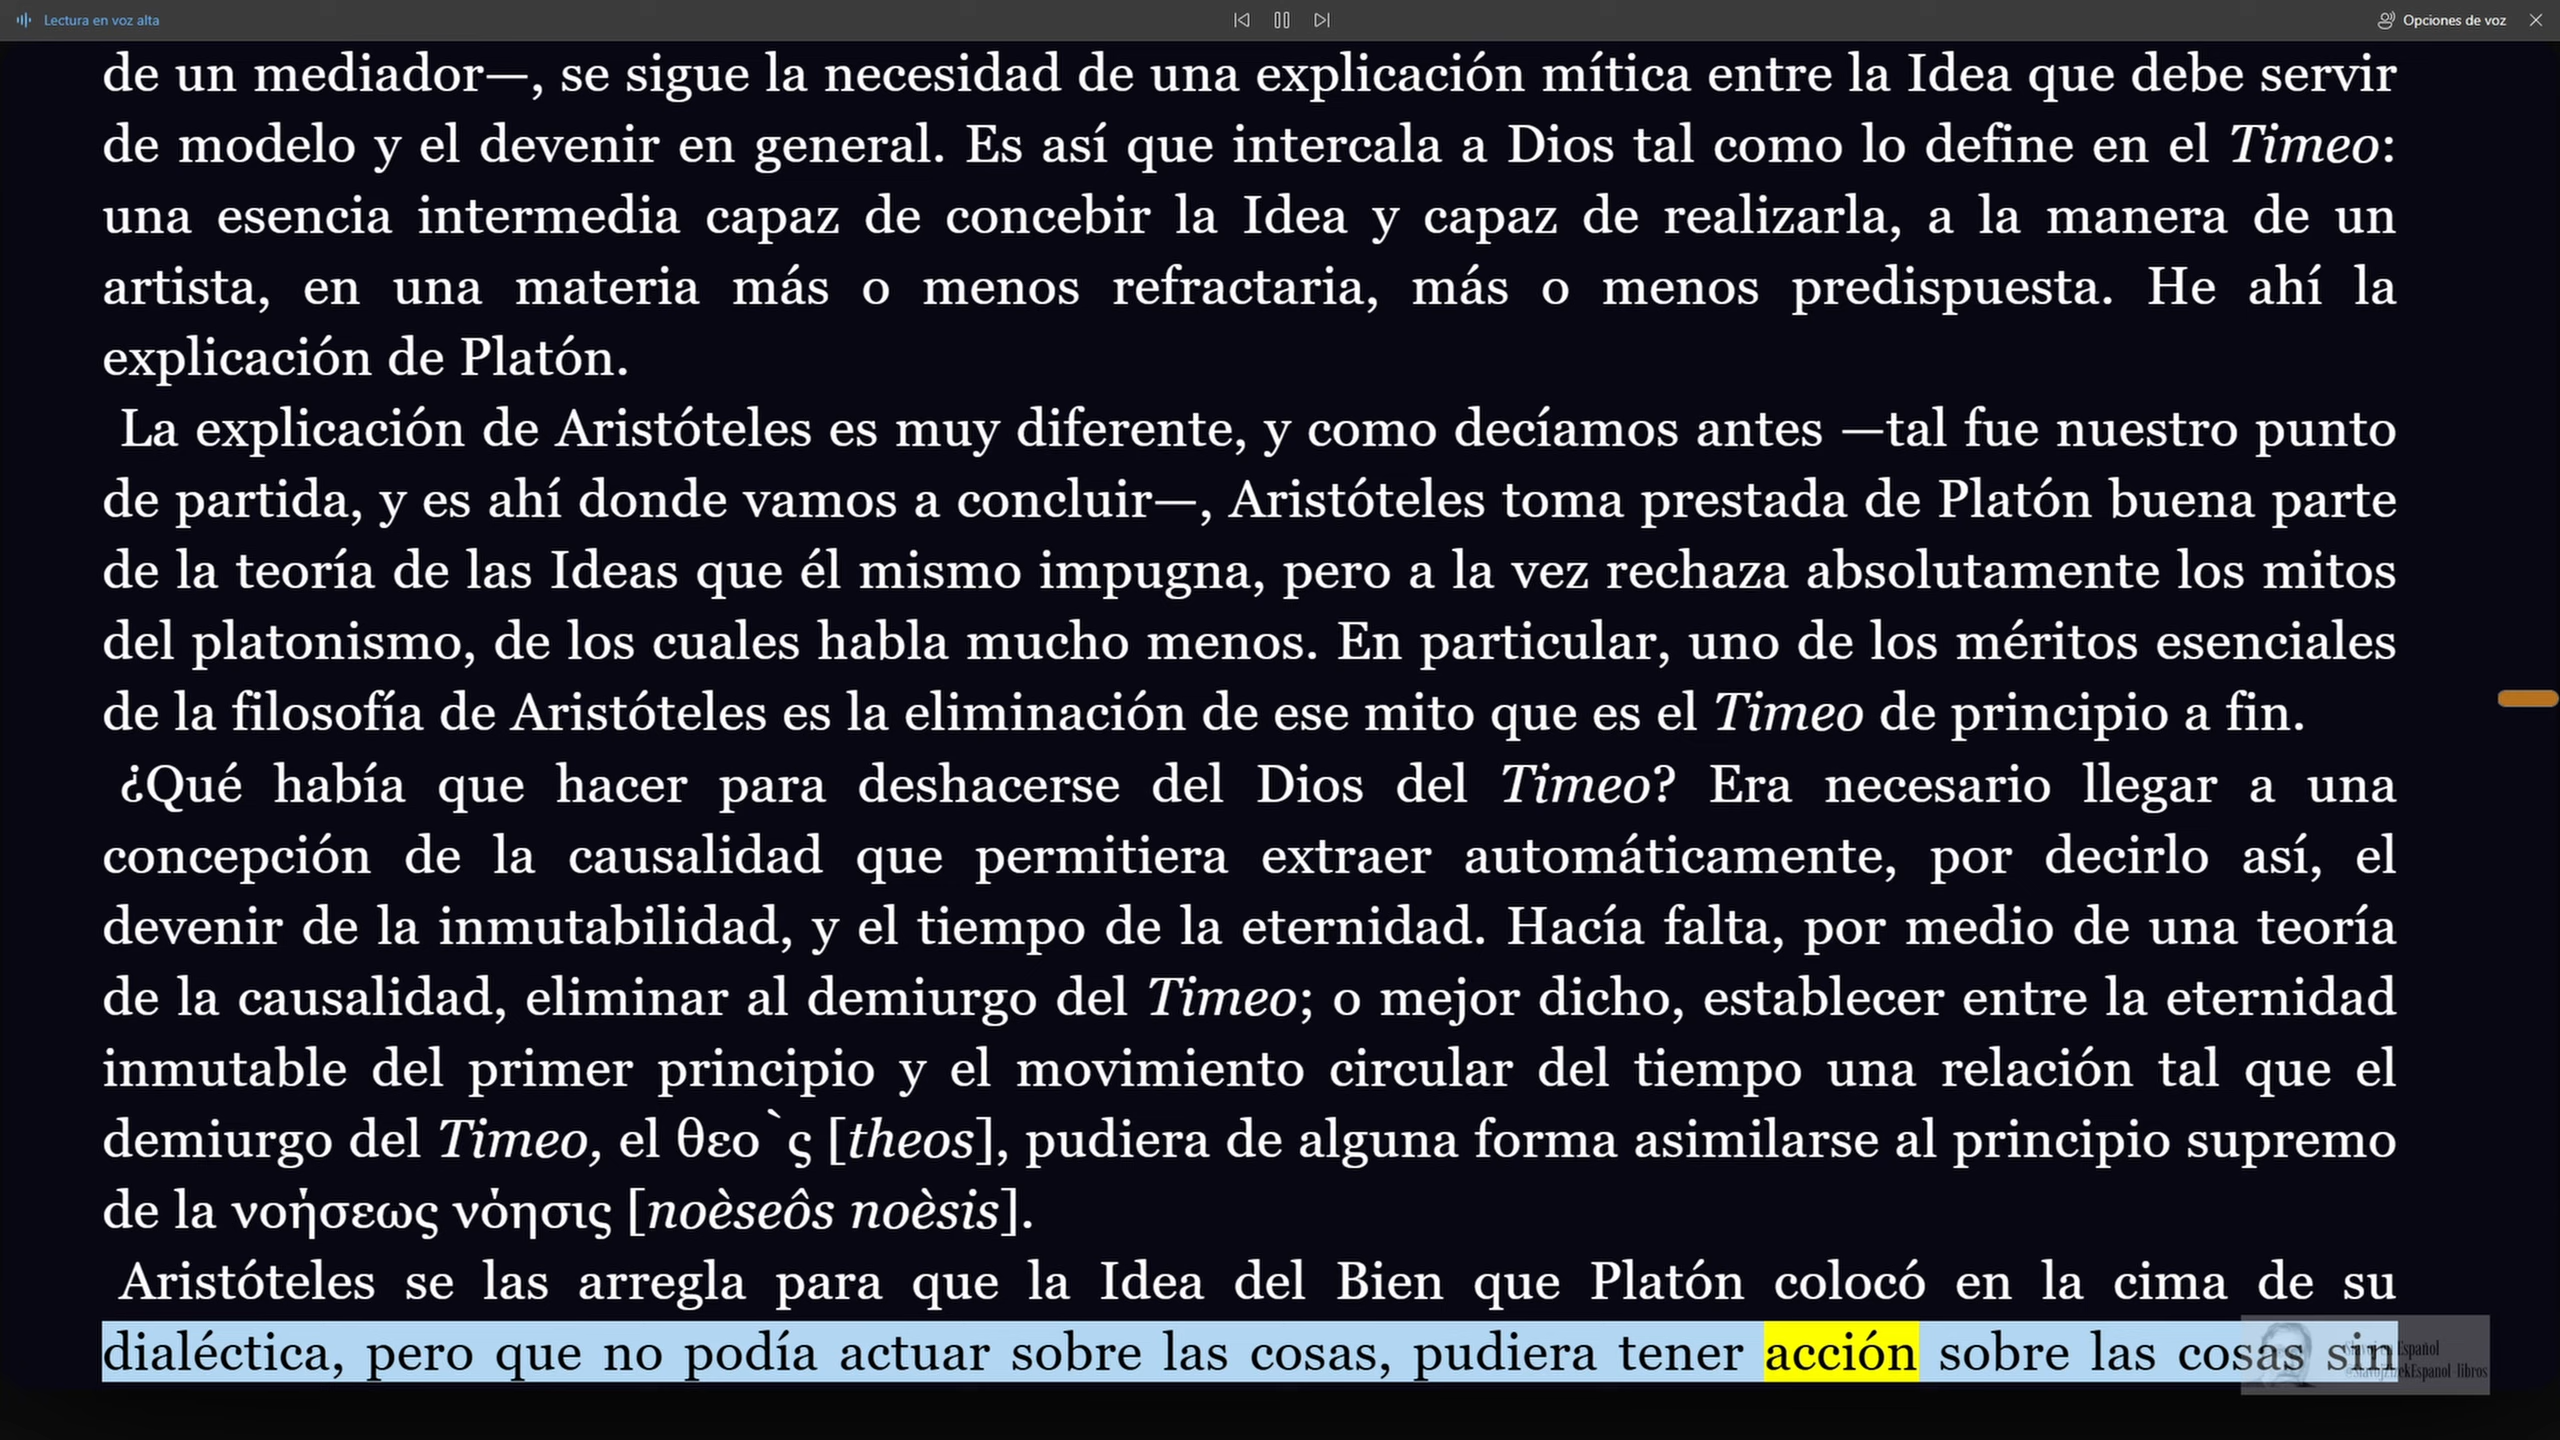 Lectura en voz alta
Opciones de voz
de un mediador—, se sigue la necesidad de una explicación mítica entre la Idea que debe servir
de modelo y el devenir en general. Es así que intercala a Dios tal como lo define en el Timeo:
una esencia intermedia capaz de concebir la Idea y capaz de realizarla, a la manera de un
artista, en una materia más o menos refractaria, más o menos predispuesta. He ahí la
explicación de Platón.
La explicación de Aristóteles es muy diferente, y como decíamos antes —tal fue nuestro punto
de partida, y es ahí donde vamos a concluir—, Aristóteles toma prestada de Platón buena parte
de la teoría de las Ideas que él mismo impugna, pero a la vez rechaza absolutamente los mitos
del platonismo, de los cuales habla mucho menos. En particular, uno de los méritos esenciales
de la filosofía de Aristóteles es la eliminación de ese mito que es el Timeo de principio a fin.
¿Qué había que hacer para deshacerse del Dios del Timeo? Era necesario llegar a una
concepción de la causalidad que permitiera extraer automáticamente, por decirlo así, el
devenir de la inmutabilidad, y el tiempo de la eternidad. Hacía falta, por medio de una teoría
de la causalidad, eliminar al demiurgo del Timeo; o mejor dicho, establecer entre la eternidad
inmutable del primer principio y el movimiento circular del tiempo una relación tal que el
demiurgo del Timeo, el θεο`ς [theos], pudiera de alguna forma asimilarse al principio supremo
de la νοήσεως νόησις [noèseôs noèsis].
Aristóteles se las arregla para que la Idea del Bien que Platón colocó en la cima de su
dialéctica, pero que no podía actuar sobre las cosas, pudiera tener acción sobre las cosas sin
Español